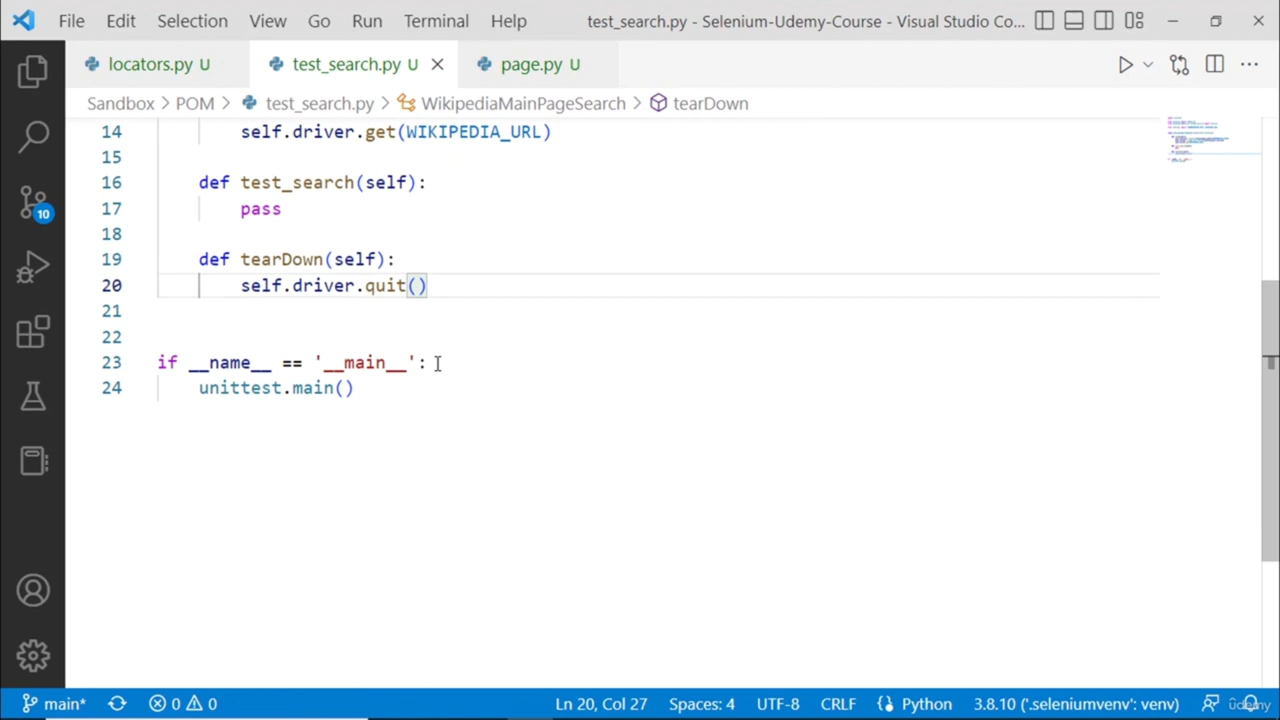 File Edit Selection View Go Run Terminal Help test_search.py - Selenium-Udemy-Course - Visual Studio Co...
locators.py U test_search.py U page.py U
Sandbox > POM > test_search.py > WikipediaMainPageSearch > tearDown
14 self.driver.get(WIKIPEDIA_URL)
15
16 def test_search(self):
17 pass
18
19 def tearDown(self):
20 self.driver.quit()
21
22
23 if __name__ == '__main__':
24 unittest.main()
10
main* 0 0 Ln 20, Col 27 Spaces: 4 UTF-8 CRLF Python 3.8.10 ('.seleniumvenv': venv)
ûdemy